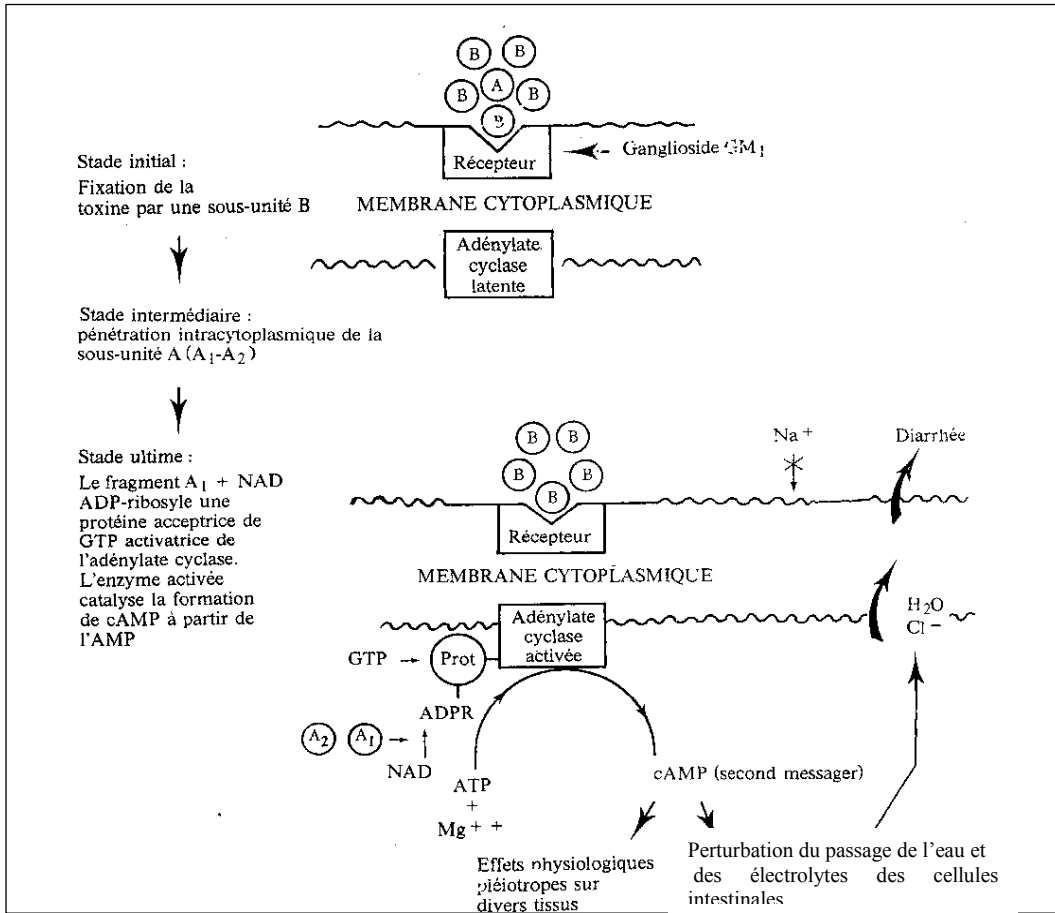 B B
A
B B
B
Récepteur
Ganglioside GM1
Stade initial :
Fixation de la
toxine par une sous-unité B
MEMBRANE CYTOPLASMIQUE
Adénylate
cyclase
latente
Stade intermédiaire :
pénétration intracytoplasmique de la
sous-unité A (A1-A2)
Stade ultime :
Le fragment A1 + NAD
ADP-ribosyle une
protéine acceptrice de
GTP activatrice de
l'adénylate cyclase.
L'enzyme activée
catalyse la formation
de cAMP à partir de
l'AMP
B B
B B
B
Récepteur
Na+
Diarrhée
MEMBRANE CYTOPLASMIQUE
Adénylate
cyclase
activée
H2O
Cl−
GTP
Prot
ADPR
A2 A1
NAD
ATP
+
Mg++
cAMP (second messager)
Effets physiologiques
pléiotropes sur
divers tissus
Perturbation du passage de l'eau et
des électrolytes des cellules
intestinales